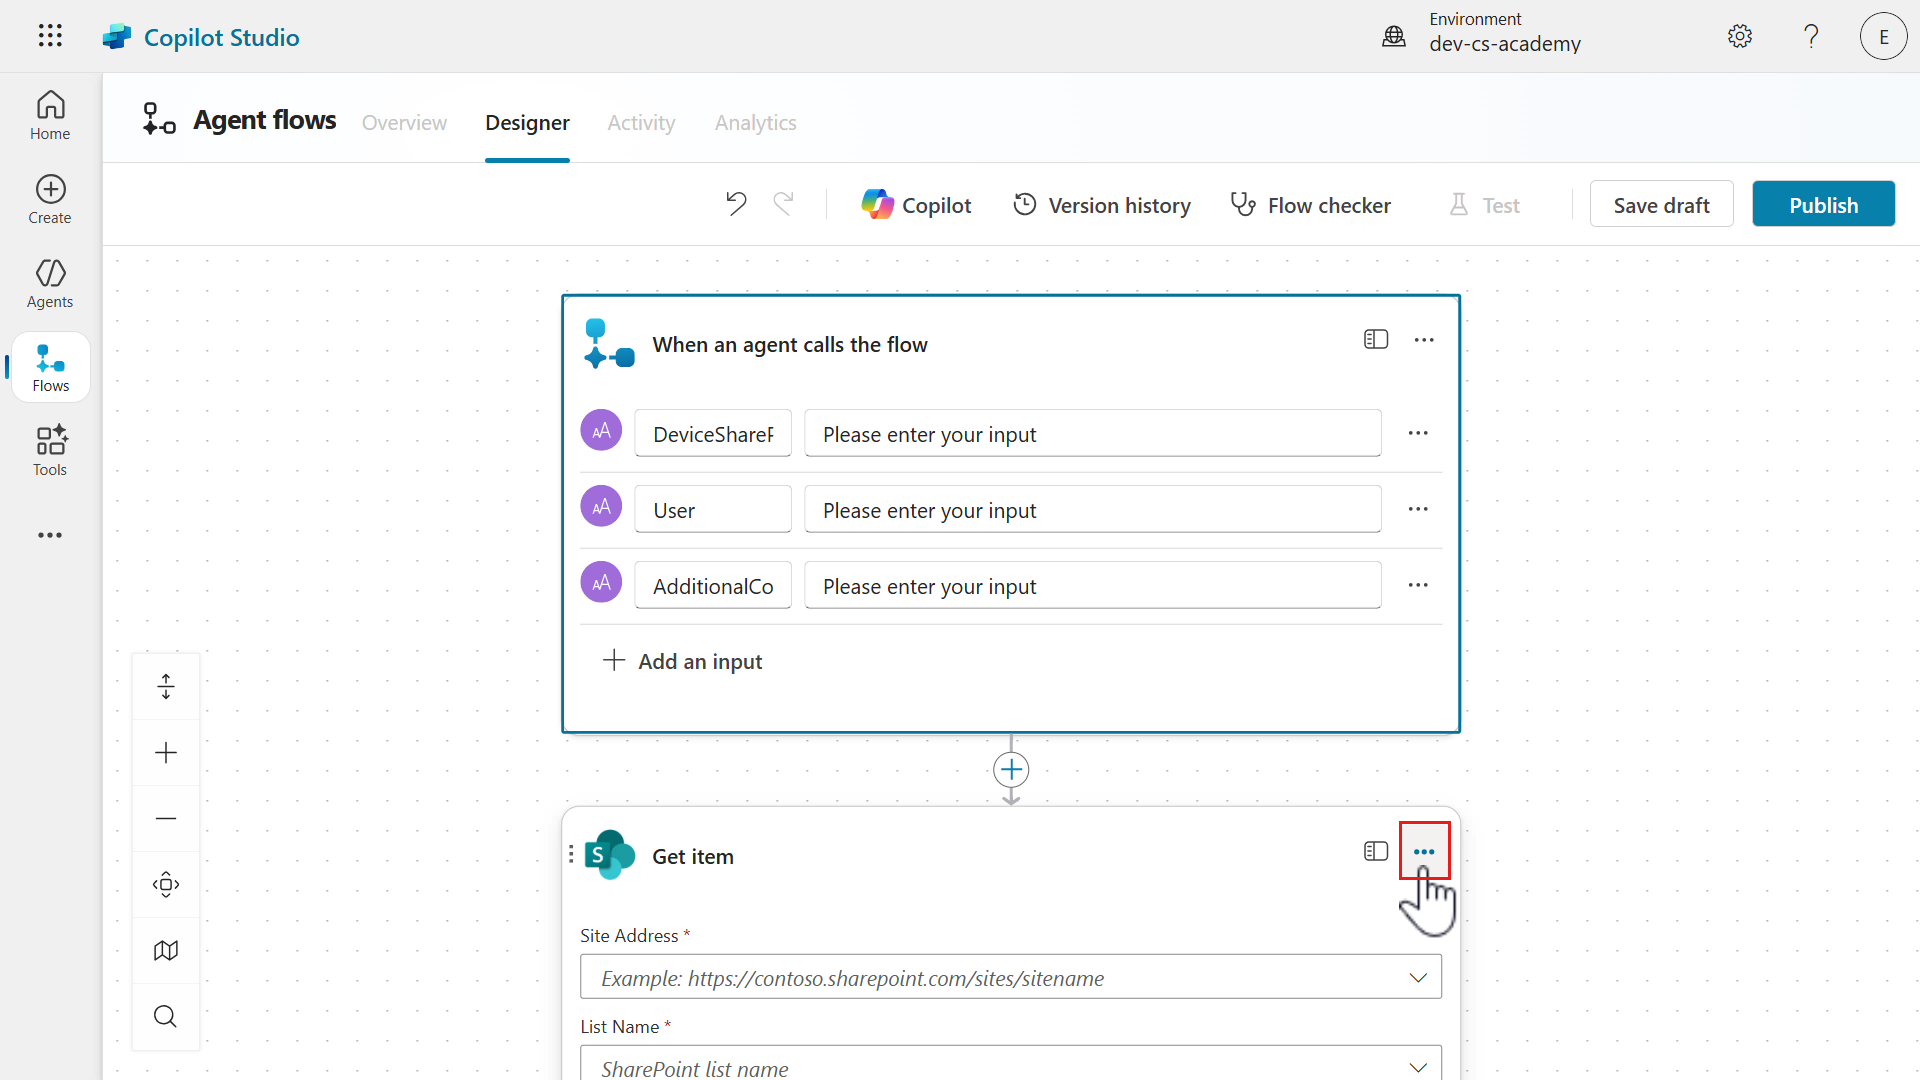 Copilot Studio
Environment
dev-cs-academy
E
Home
Create
Agents
Flows
Tools
Agent flows
Overview
Designer
Activity
Analytics
Copilot
Version history
Flow checker
Test
Save draft
Publish
When an agent calls the flow
AA DeviceShareF Please enter your input
AA User Please enter your input
AA AdditionalCo Please enter your input
Add an input
S Get item
Site Address *
Example: https://contoso.sharepoint.com/sites/sitename
List Name *
SharePoint list name